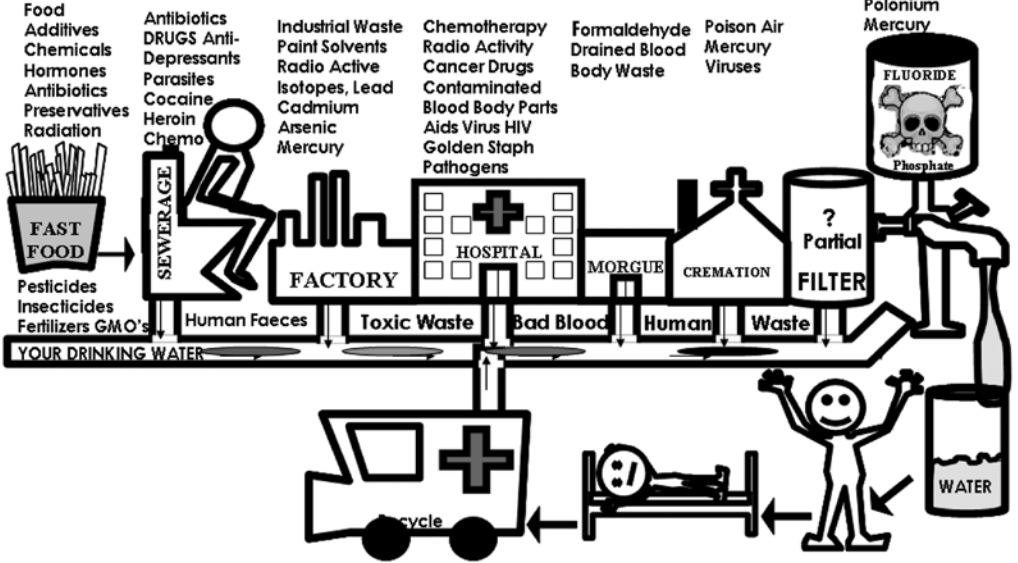 Food
Additives
Chemicals
Hormones
Antibiotics
Preservatives
Radiation
Antibiotics
DRUGS Anti-
Depressants
Parasites
Cocaine
Heroin
Chemo
Industrial Waste
Paint Solvents
Radio Active
Isotopes, Lead
Cadmium
Arsenic
Mercury
Chemotherapy
Radio Activity
Cancer Drugs
Contaminated
Blood Body Parts
Aids Virus HIV
Golden Staph
Pathogens
Formaldehyde
Drained Blood
Body Waste
Poison Air
Mercury
Viruses
Polonium
Mercury
FLUORIDE
Phosphate
FAST
FOOD
SEWERAGE
FACTORY
HOSPITAL
MORGUE
CREMATION
?
Partial
FILTER
Pesticides
Insecticides
Fertilizers GMO's
Human Faeces
Toxic Waste
Bad Blood
Human
Waste
YOUR DRINKING WATER
WATER